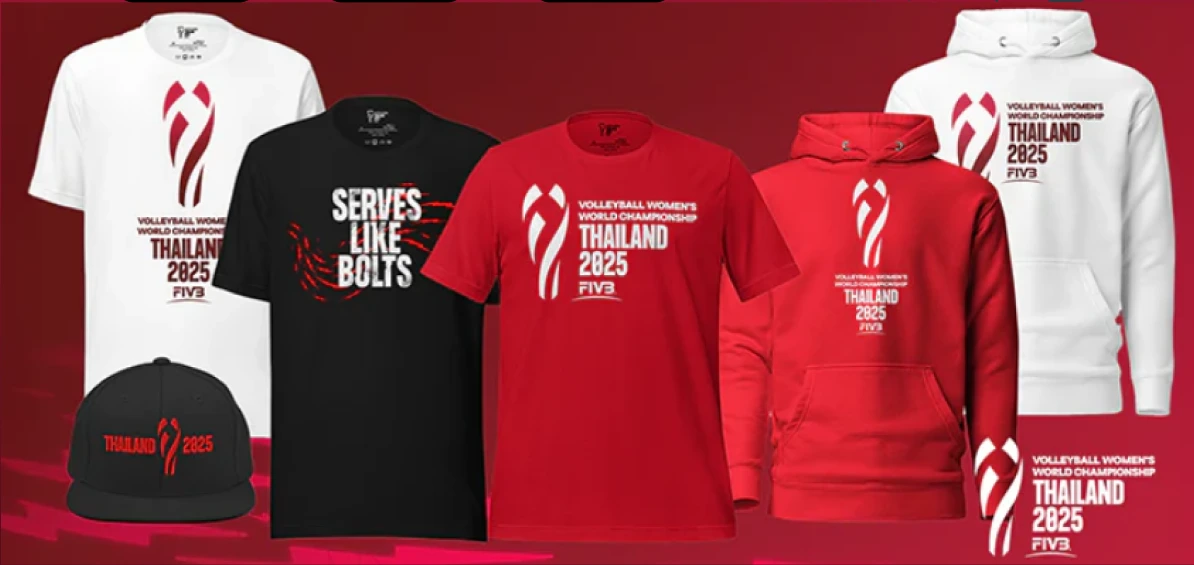 VOLLEYBALL WOME
WORLD CHAMPION
THAILAND
2025
FIVB
THAILAND 2025
SERVES
LIKE
BOLTS
VOLLEYBALL WOMEN'S
WORLD CHAMPIONSHIP
THAILAND
2025
FIVB
VOLLEYBALL WOMEN'S
WORLD CHAMPIONSHIP
THAILAND
2025
FIVB
VOLLEYBALL WOMEN'S
WORLD CHAMPIONSHIP
THAILAND
2025
FIVB
VOLLEYBALL WOMEN'S
WORLD CHAMPIONSHIP
THAILAND
2025
FIVB